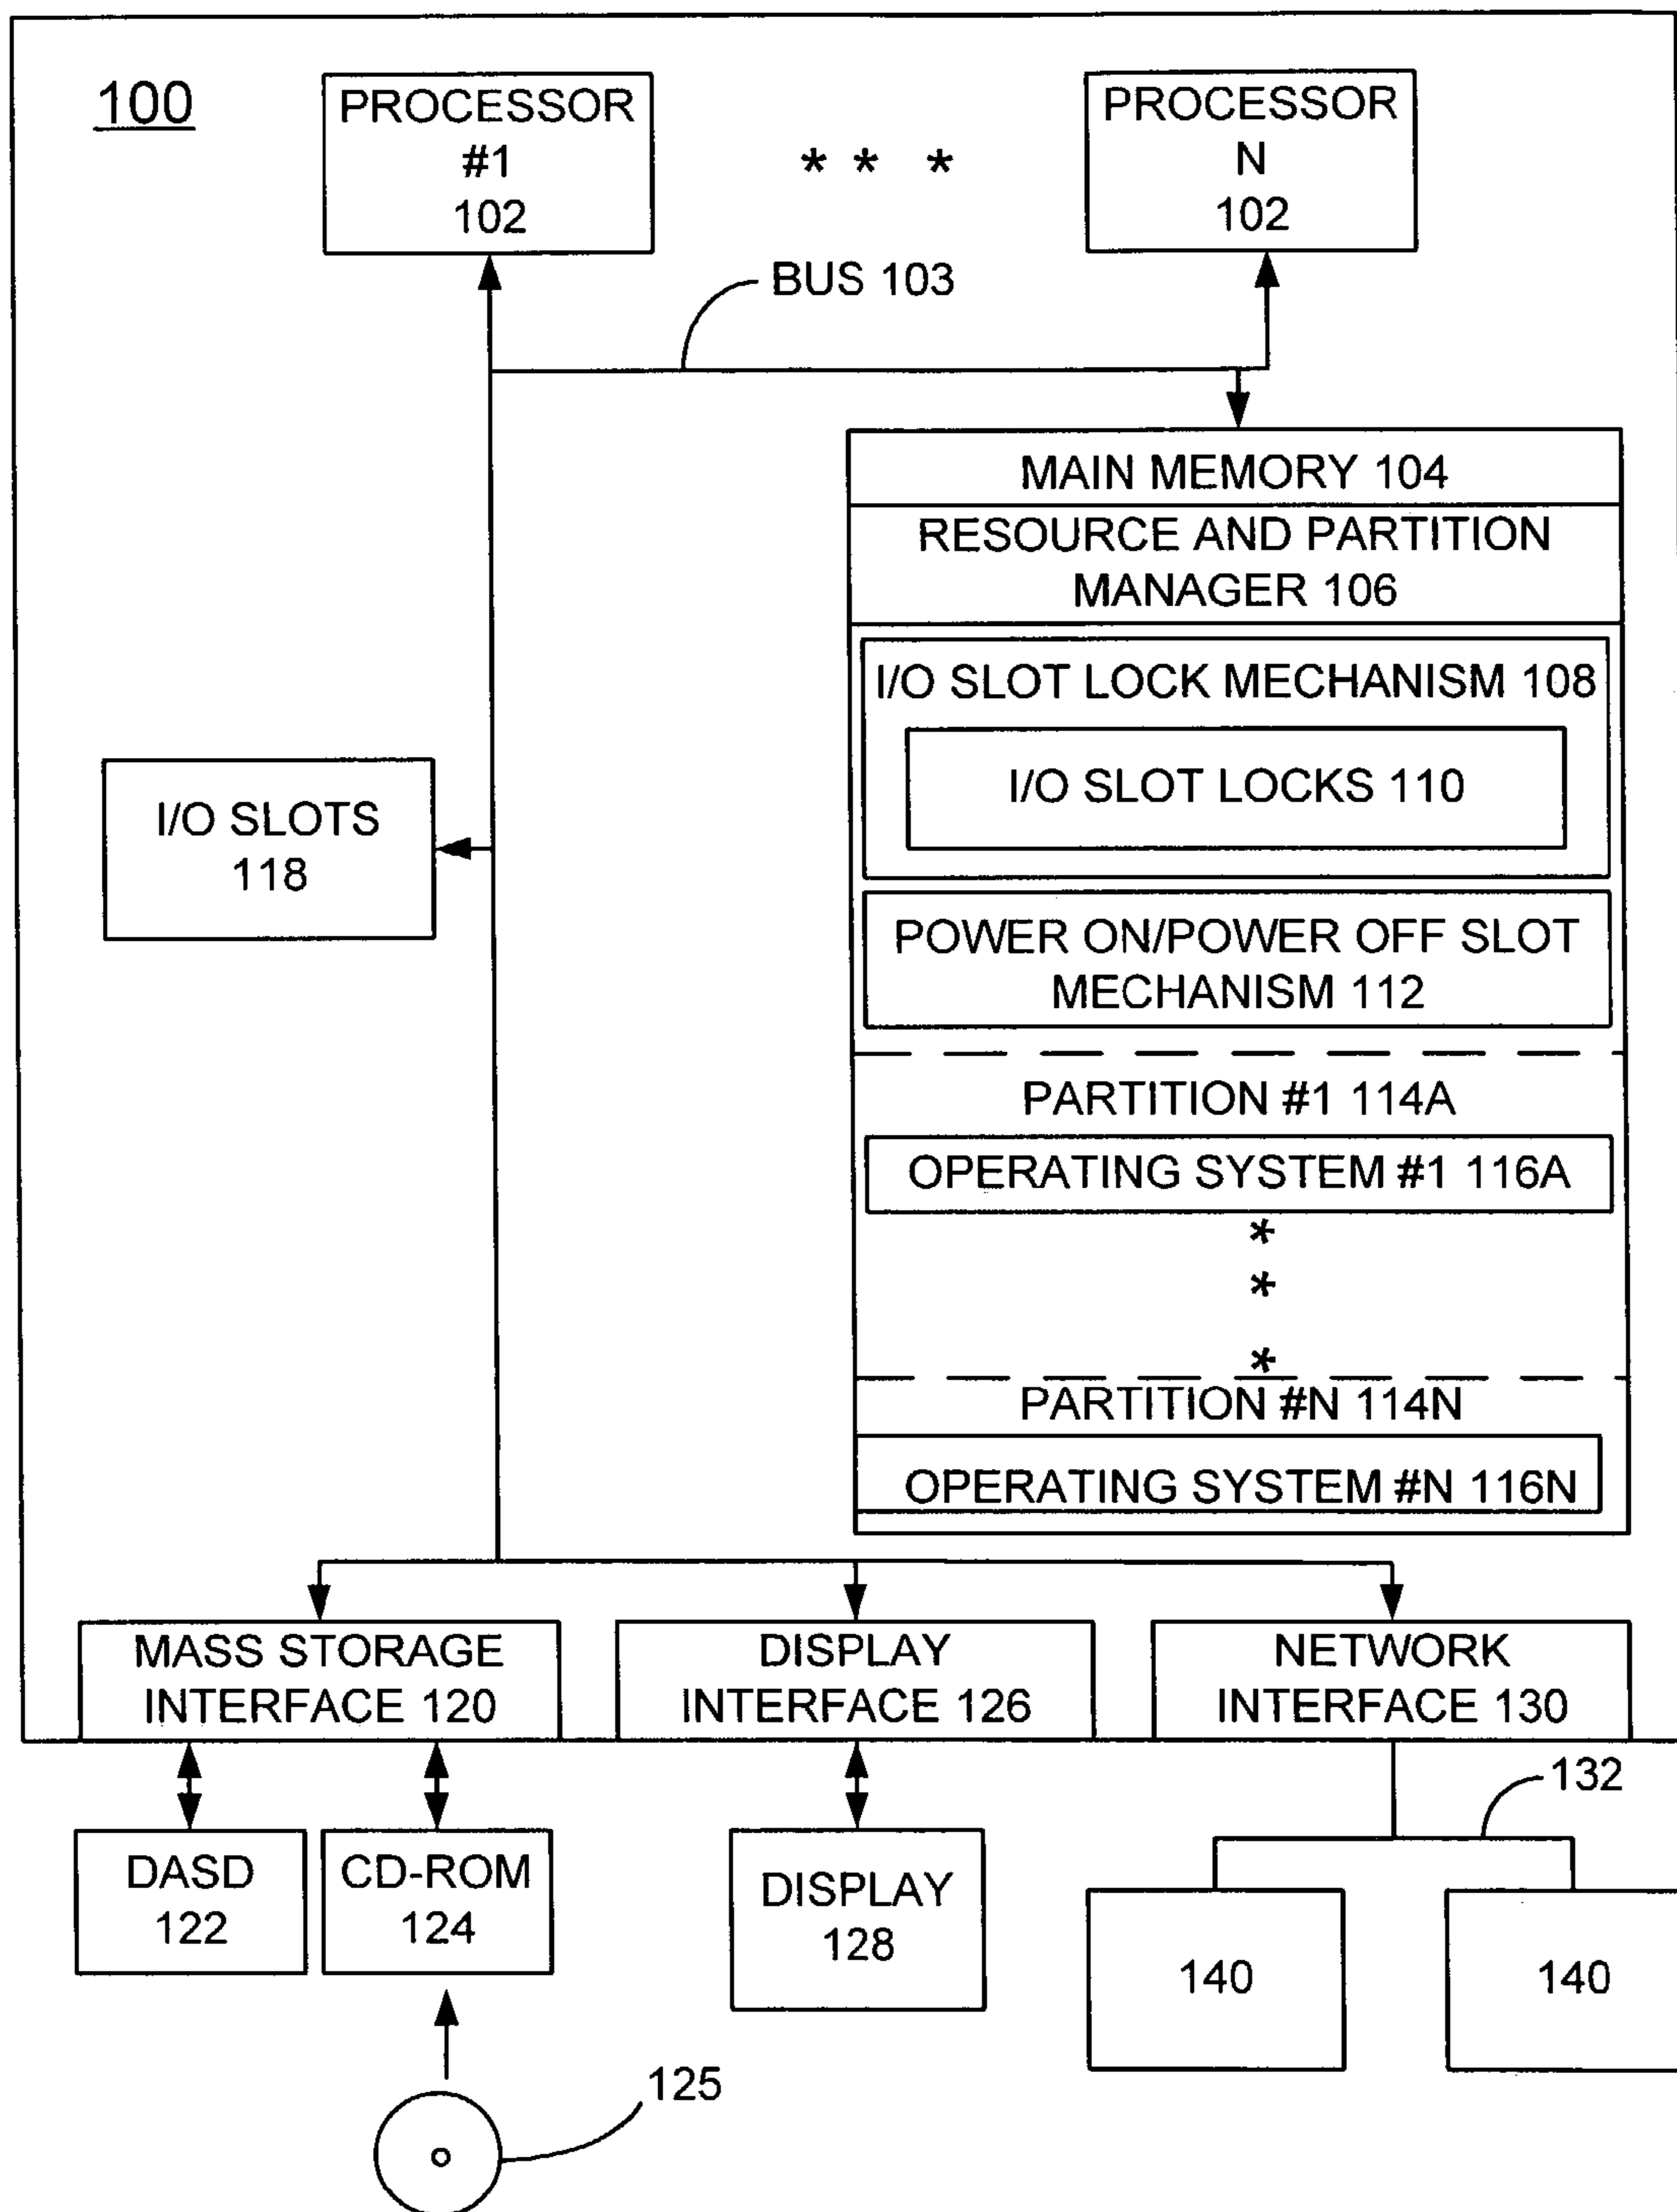 100
PROCESSOR
#1
102
* * *
PROCESSOR
N
102
BUS 103
MAIN MEMORY 104
RESOURCE AND PARTITION
MANAGER 106
I/O SLOT LOCK MECHANISM 108
I/O SLOT LOCKS 110
I/O SLOTS
118
POWER ON/POWER OFF SLOT
MECHANISM 112
PARTITION #1 114A
OPERATING SYSTEM #1 116A
*
*
*
PARTITION #N 114N
OPERATING SYSTEM #N 116N
MASS STORAGE
INTERFACE 120
DISPLAY
INTERFACE 126
NETWORK
INTERFACE 130
132
DASD
122
CD-ROM
124
DISPLAY
128
140
140
125